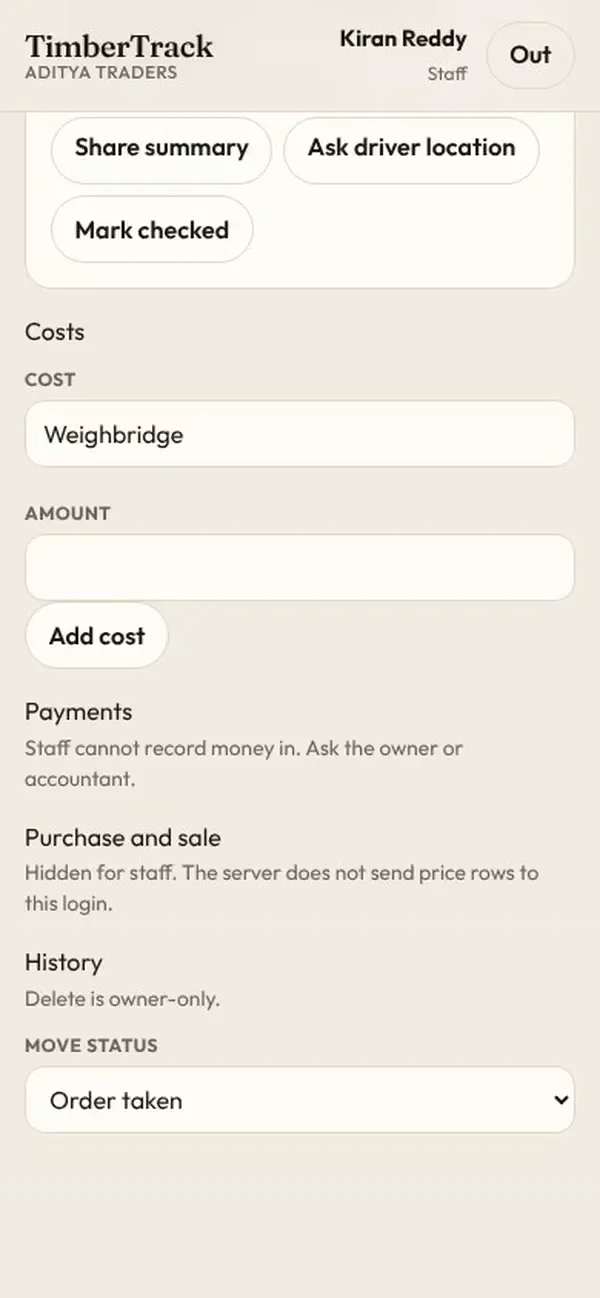 TimberTrack
ADITYA TRADERS
Kiran Reddy
Staff
Out
Share summary
Ask driver location
Mark checked
Costs
COST
Weighbridge
AMOUNT
Add cost
Payments
Staff cannot record money in. Ask the owner or
accountant.
Purchase and sale
Hidden for staff. The server does not send price rows to
this login.
History
Delete is owner-only.
MOVE STATUS
Order taken